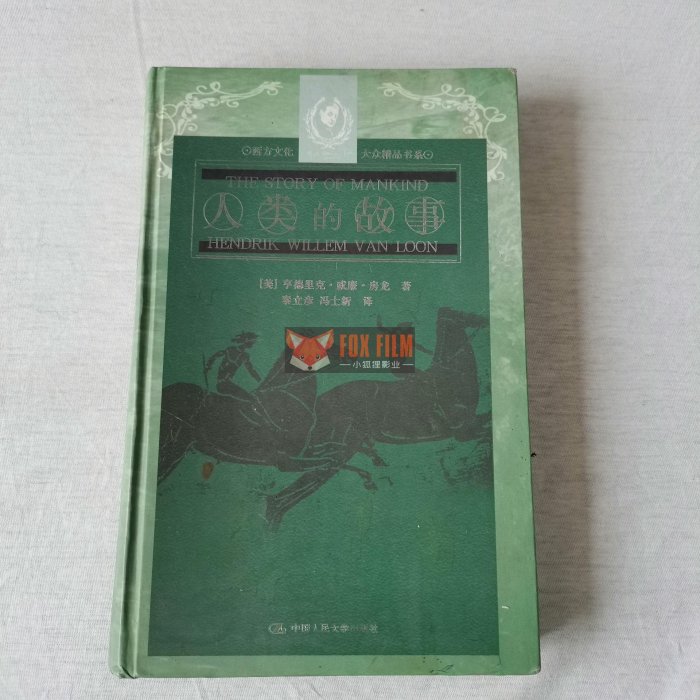 西方文化 大众精品书系
THE STORY OF MANKIND
人类的故事
HENDRIK WILLEM VAN LOON
[美] 亨德里克·威廉·房龙 著
秦立彦 冯士新 译
FOX FILM
小狐狸影业
中国人民大学出版社